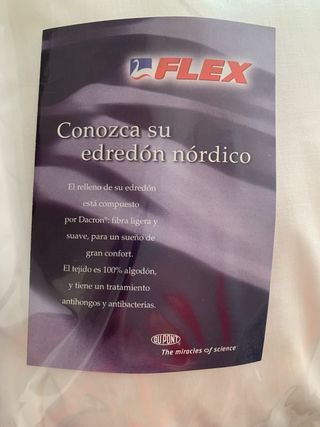 FLEX
Conozca su
edredón nórdico
El relleno de su edredón
está compuesto
por Dacron®: fibra ligera y
suave, para un sueño de
gran confort.
El tejido es 100% algodón,
y tiene un tratamiento
antihongos y antibacterias.
DUPONT
The miracles of science